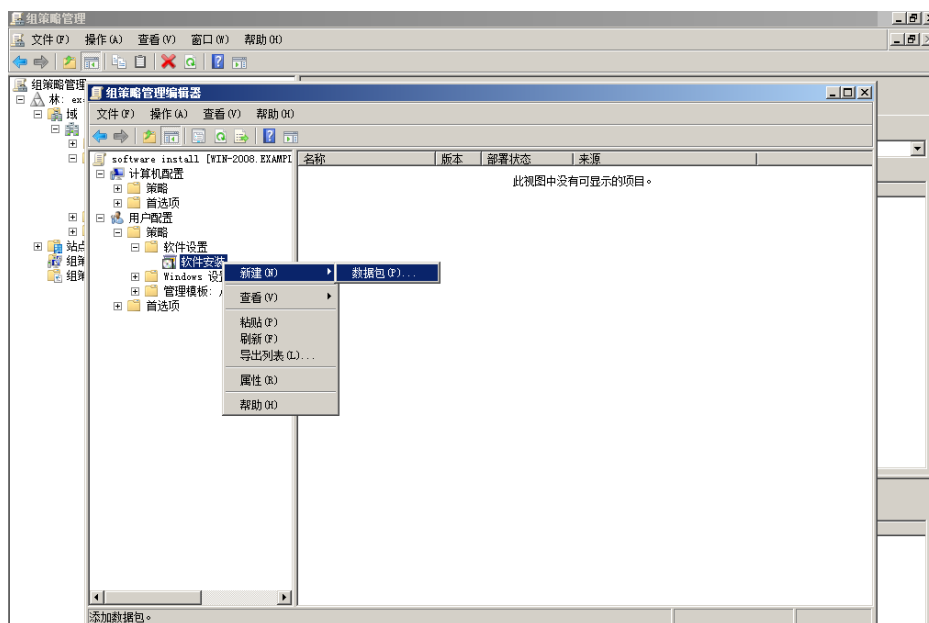 组策略管理
文件(F) 操作(A) 查看(V) 窗口(W) 帮助(H)
组策略管理
林: ex
域
站点
组策
组策
组策略管理编辑器
文件(F) 操作(A) 查看(V) 帮助(H)
software install [WIN-2008.EXAMPL
计算机配置
策略
首选项
用户配置
策略
软件设置
软件安装
Windows 设
管理模板:
首选项
名称 版本 部署状态 来源
此视图中没有可显示的项目。
新建(N) 数据包(P)...
查看(V)
粘贴(P)
刷新(F)
导出列表(L)...
属性(R)
帮助(H)
添加数据包。